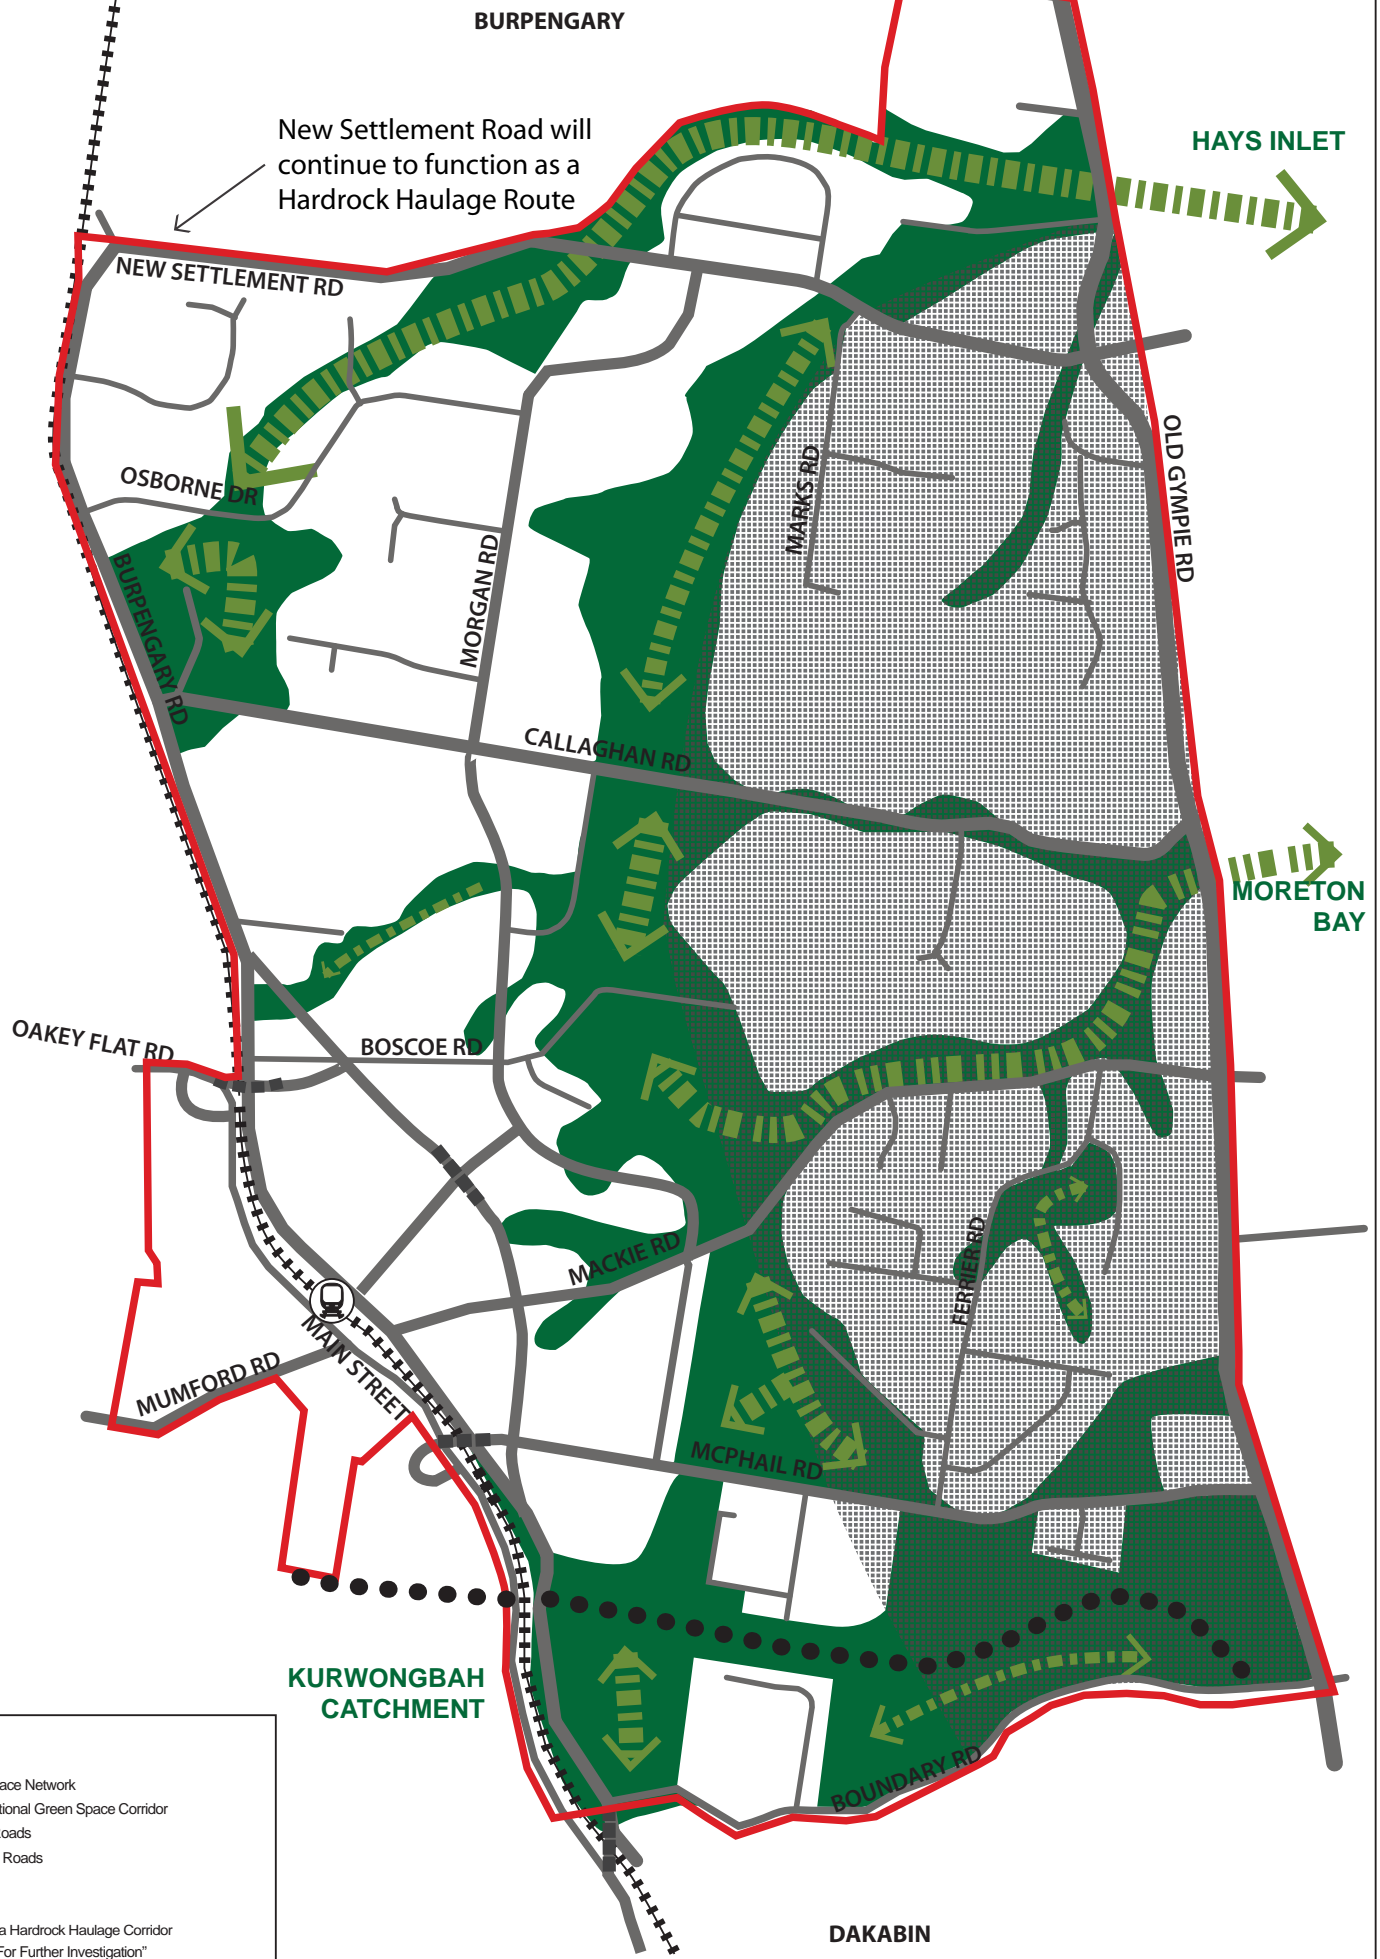 BURPENGARY
New Settlement Road will
continue to function as a
Hardrock Haulage Route
HAYS INLET
NEW SETTLEMENT RD
OSBORNE DR
MARKS RD
OLD GYMPIE RD
MORGAN RD
BURPENGARY RD
CALLAGHAN RD
MORETON
BAY
OAKEY FLAT RD
BOSCOE RD
MACKIE RD
FERRIER RD
MAIN STREET
MUMFORD RD
MCPHAIL RD
KURWONGBAH
CATCHMENT
BOUNDARY RD
Network
Green Space Corridor
Roads
a Hardrock Haulage Corridor
For Further Investigation”
DAKABIN